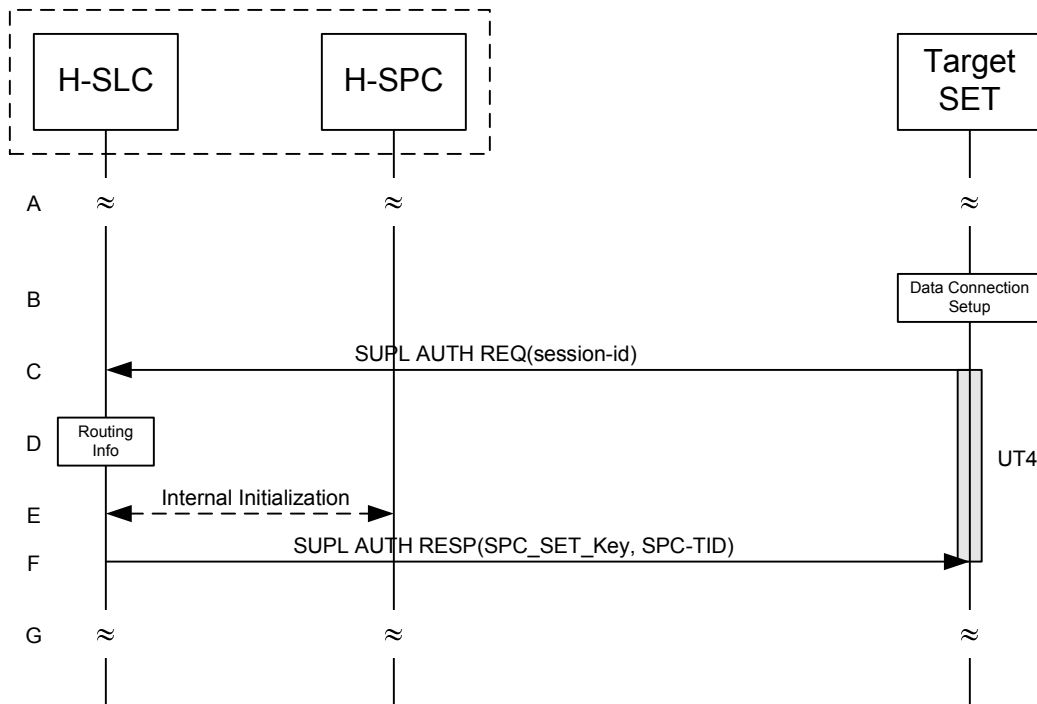 H-SLC
H-SPC
Target
SET
A
≈ ≈ ≈
B
Data Connection
Setup
SUPL AUTH REQ(session-id)
C
D
Routing
Info
UT4
Internal Initialization
E
SUPL AUTH RESP(SPC_SET_Key, SPC-TID)
F
G
≈ ≈ ≈